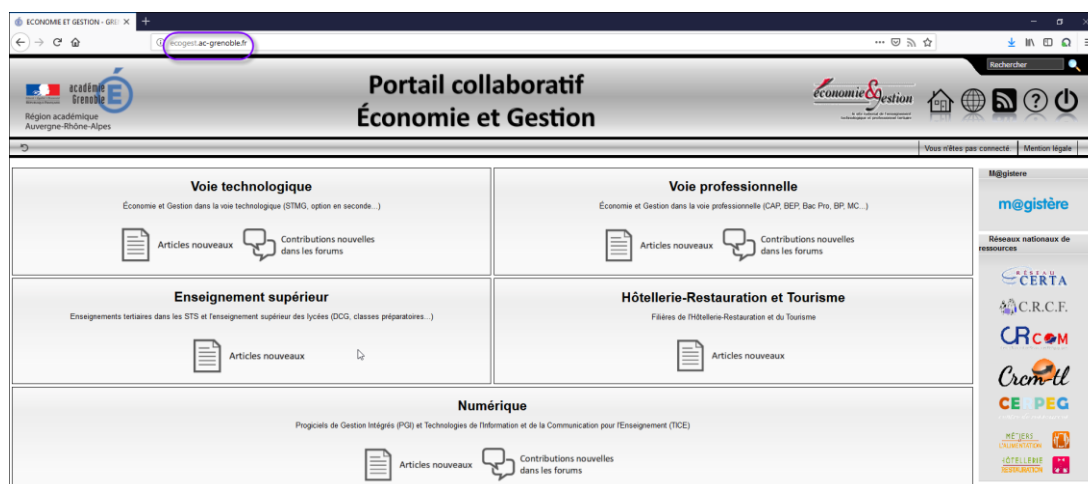 ECONOMIE ET GESTION - GRE
ecogest.ac-grenoble.fr
Rechercher
académie
Grenoble
Région académique
Auvergne-Rhône-Alpes
Portail collaboratif
Économie et Gestion
économie&gestion
Vous n'êtes pas connecté.
Mention légale
Voie technologique
Économie et Gestion dans la voie technologique (STMG, option en seconde...)
Articles nouveaux
Contributions nouvelles
dans les forums
Voie professionnelle
Économie et Gestion dans la voie professionnelle (CAP, BEP, Bac Pro, BP, MC...)
Articles nouveaux
Contributions nouvelles
dans les forums
Enseignement supérieur
Enseignements tertiaires dans les STS et l'enseignement supérieur des lycées (DCG, classes préparatoires...)
Articles nouveaux
Hôtellerie-Restauration et Tourisme
Filières de l'Hôtellerie-Restauration et du Tourisme
Articles nouveaux
Numérique
Progiciels de Gestion Intégrés (PGI) et Technologies de l'Information et de la Communication pour l'Enseignement (TICE)
Articles nouveaux
Contributions nouvelles
dans les forums
M@gistere
m@gistère
Réseaux nationaux de
ressources
RÉSEAU
CERTA
C.R.C.F.
CRCOM
Crcm-tl
CERPEG
MÉTIERS
L'ALIMENTATION
HÔTELLERIE
RESTAURATION